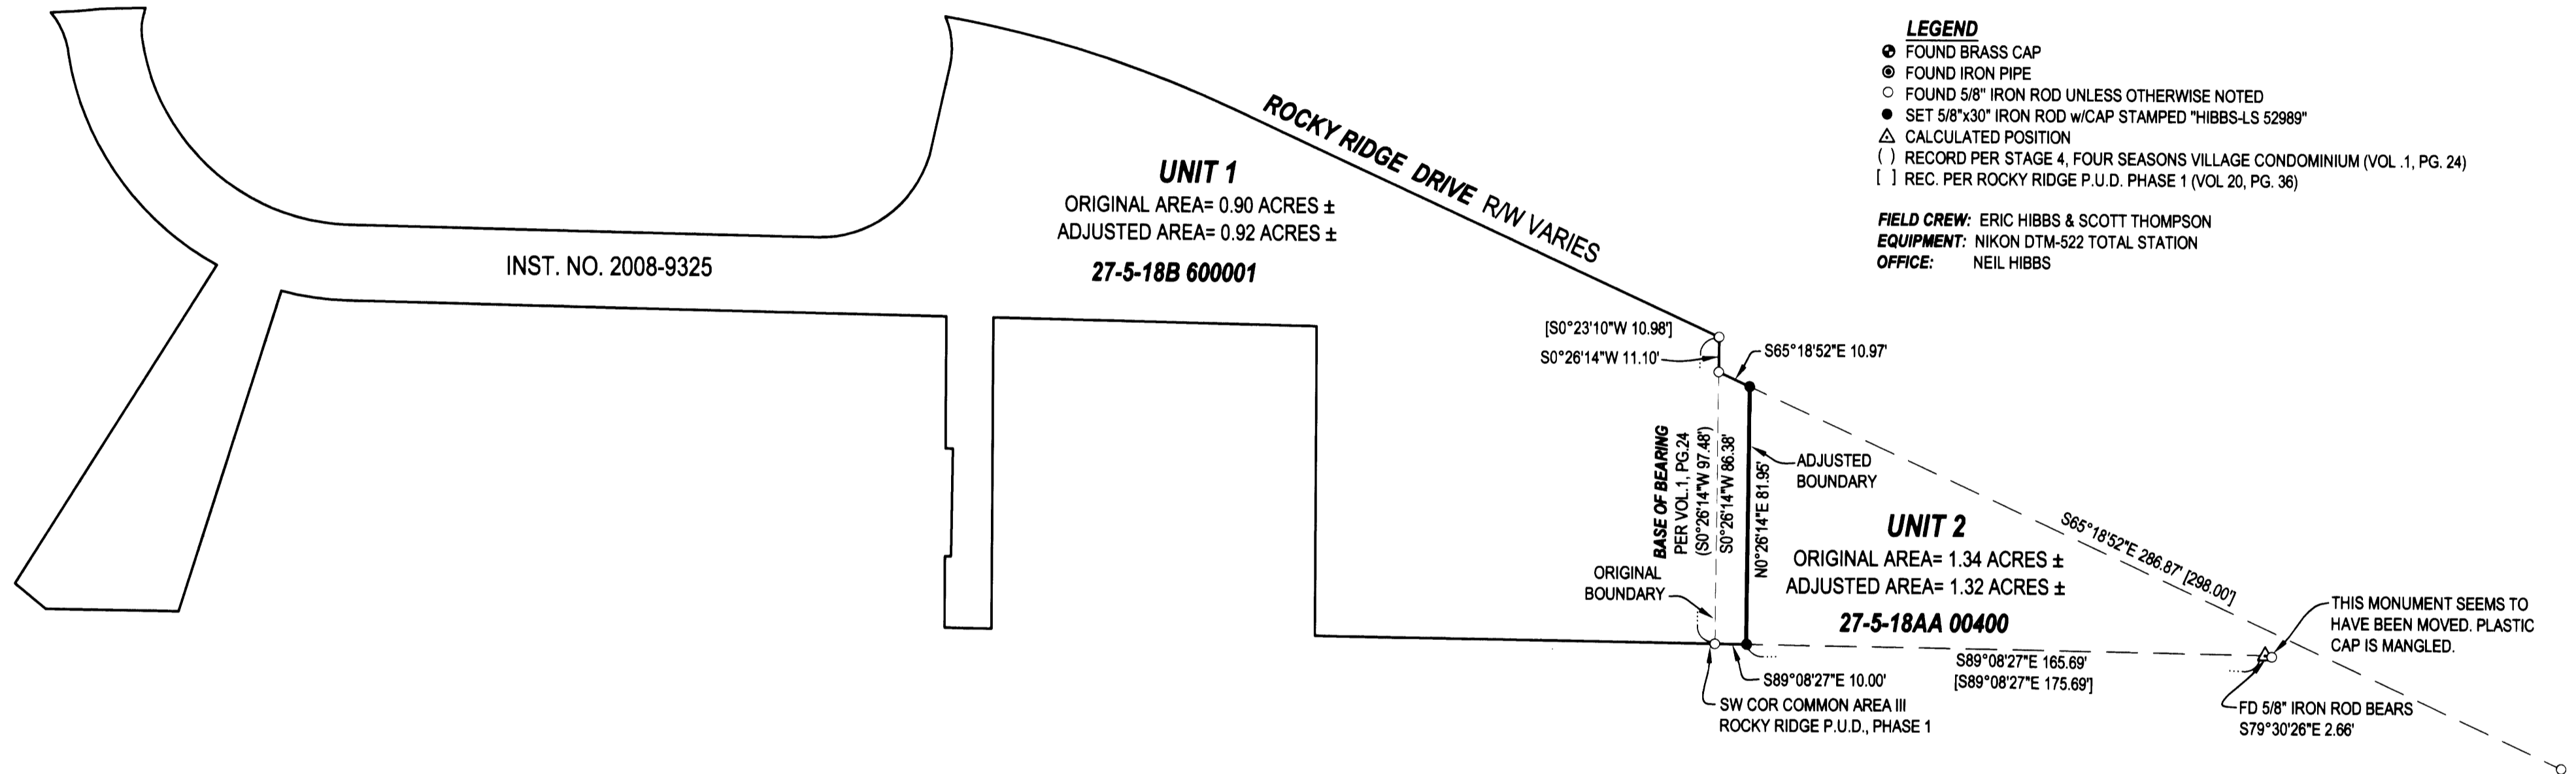 LEGEND
FOUND BRASS CAP
FOUND IRON PIPE
FOUND 5/8" IRON ROD UNLESS OTHERWISE NOTED
SET 5/8"x30" IRON ROD w/CAP STAMPED "HIBBS-LS 52989"
CALCULATED POSITION
( ) RECORD PER STAGE 4, FOUR SEASONS VILLAGE CONDOMINIUM (VOL .1, PG. 24)
[ ] REC. PER ROCKY RIDGE P.U.D. PHASE 1 (VOL 20, PG. 36)
FIELD CREW: ERIC HIBBS & SCOTT THOMPSON
EQUIPMENT: NIKON DTM-522 TOTAL STATION
OFFICE: NEIL HIBBS
ROCKY RIDGE DRIVE R/W VARIES
UNIT 1
ORIGINAL AREA= 0.90 ACRES ±
ADJUSTED AREA= 0.92 ACRES ±
27-5-18B 600001
INST. NO. 2008-9325
[S0°23'10"W 10.98']
S0°26'14"W 11.10'
S65°18'52"E 10.97'
BASE OF BEARING
PER VOL.1, PG.24
(S0°26'14"W 97.48')
S0°26'14"W 86.38'
N0°26'14"E 81.95'
ADJUSTED
BOUNDARY
UNIT 2
ORIGINAL AREA= 1.34 ACRES ±
ADJUSTED AREA= 1.32 ACRES ±
27-5-18AA 00400
S65°18'52"E 286.87' [298.00']
ORIGINAL
BOUNDARY
THIS MONUMENT SEEMS TO
HAVE BEEN MOVED. PLASTIC
CAP IS MANGLED.
S89°08'27"E 165.69'
[S89°08'27"E 175.69']
S89°08'27"E 10.00'
SW COR COMMON AREA III
ROCKY RIDGE P.U.D., PHASE 1
FD 5/8" IRON ROD BEARS
S79°30'26"E 2.66'